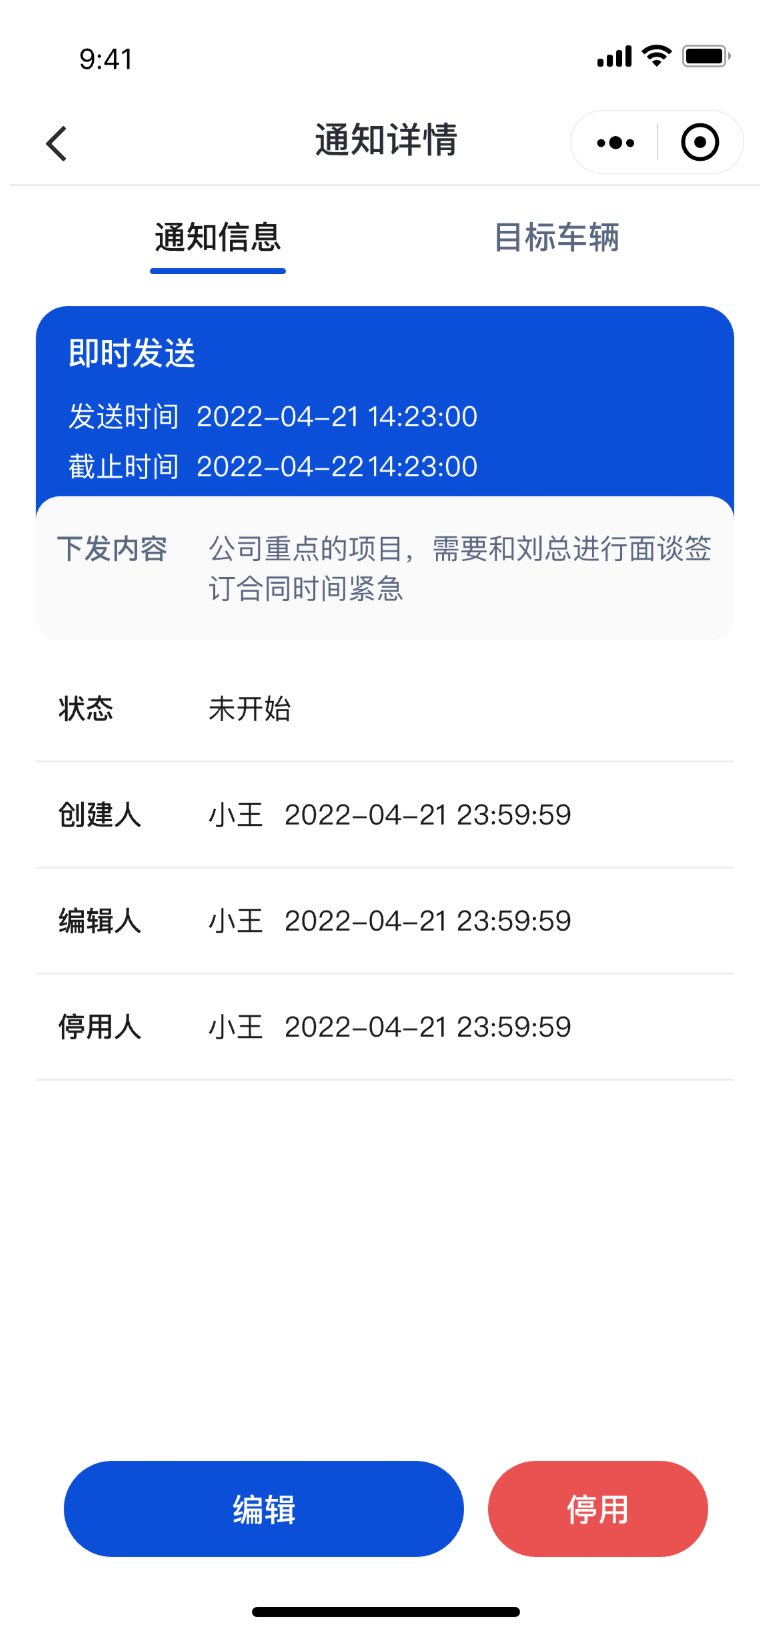 9:41
通知详情
通知信息 目标车辆
即时发送
发送时间 2022-04-21 14:23:00
截止时间 2022-04-22 14:23:00
下发内容 公司重点的项目，需要和刘总进行面谈签
订合同时间紧急
状态 未开始
创建人 小王 2022-04-21 23:59:59
编辑人 小王 2022-04-21 23:59:59
停用人 小王 2022-04-21 23:59:59
编辑 停用